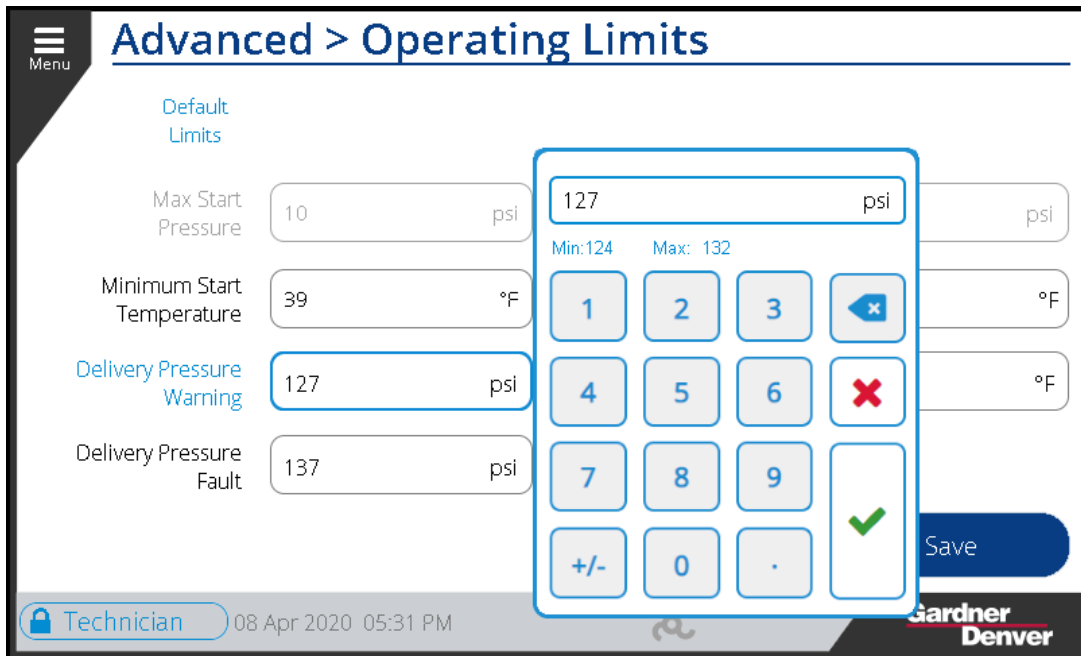 Menu
Advanced > Operating Limits
Default
Limits
Max Start
Pressure
10 psi
psi
Minimum Start
Temperature
39 °F
°F
Delivery Pressure
Warning
127 psi
°F
Delivery Pressure
Fault
137 psi
127 psi
Min:124 Max: 132
1 2 3
4 5 6
7 8 9
+/- 0 .
Save
Technician 08 Apr 2020 05:31 PM
Gardner
Denver